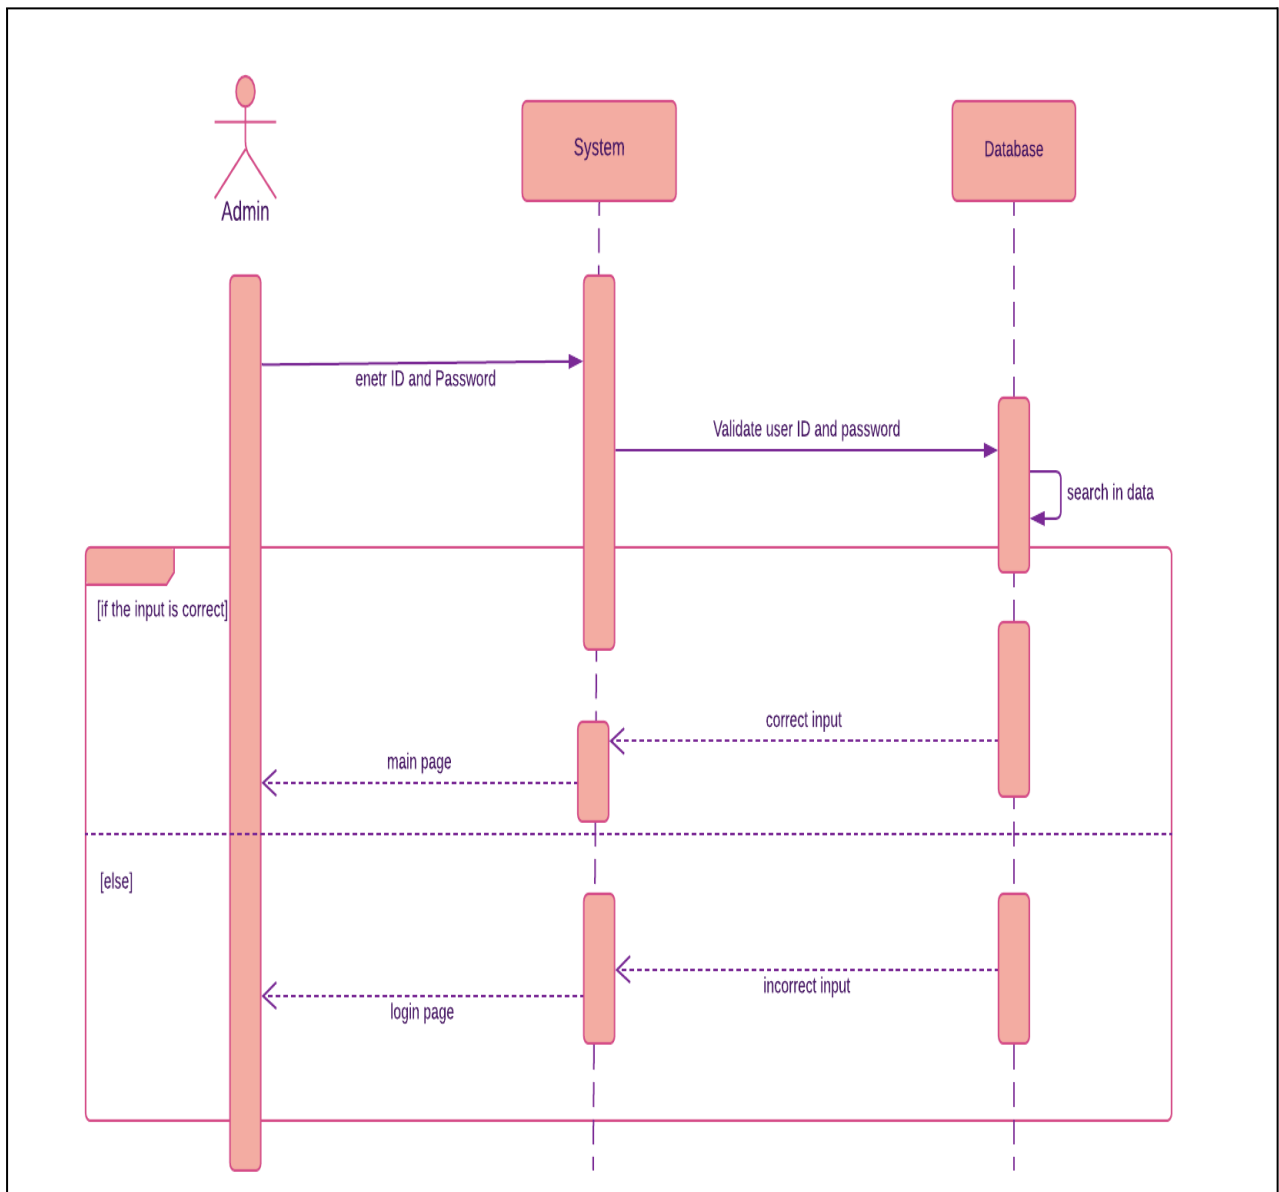 Admin
System
Database
enetr ID and Password
Validate user ID and password
search in data
[if the input is correct]
correct input
main page
[else]
incorrect input
login page